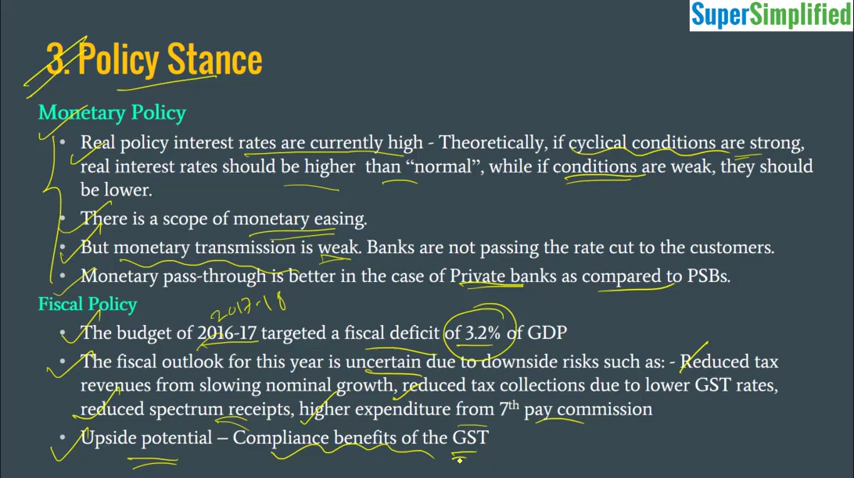 SuperSimplified
3. Policy Stance
Monetary Policy
• Real policy interest rates are currently high - Theoretically, if cyclical conditions are strong,
real interest rates should be higher than “normal”, while if conditions are weak, they should
be lower.
• There is a scope of monetary easing.
• But monetary transmission is weak. Banks are not passing the rate cut to the customers.
• Monetary pass-through is better in the case of Private banks as compared to PSBs.
Fiscal Policy
2017-18
• The budget of 2016-17 targeted a fiscal deficit of 3.2% of GDP
• The fiscal outlook for this year is uncertain due to downside risks such as: - Reduced tax
revenues from slowing nominal growth, reduced tax collections due to lower GST rates,
reduced spectrum receipts, higher expenditure from 7th pay commission
• Upside potential – Compliance benefits of the GST